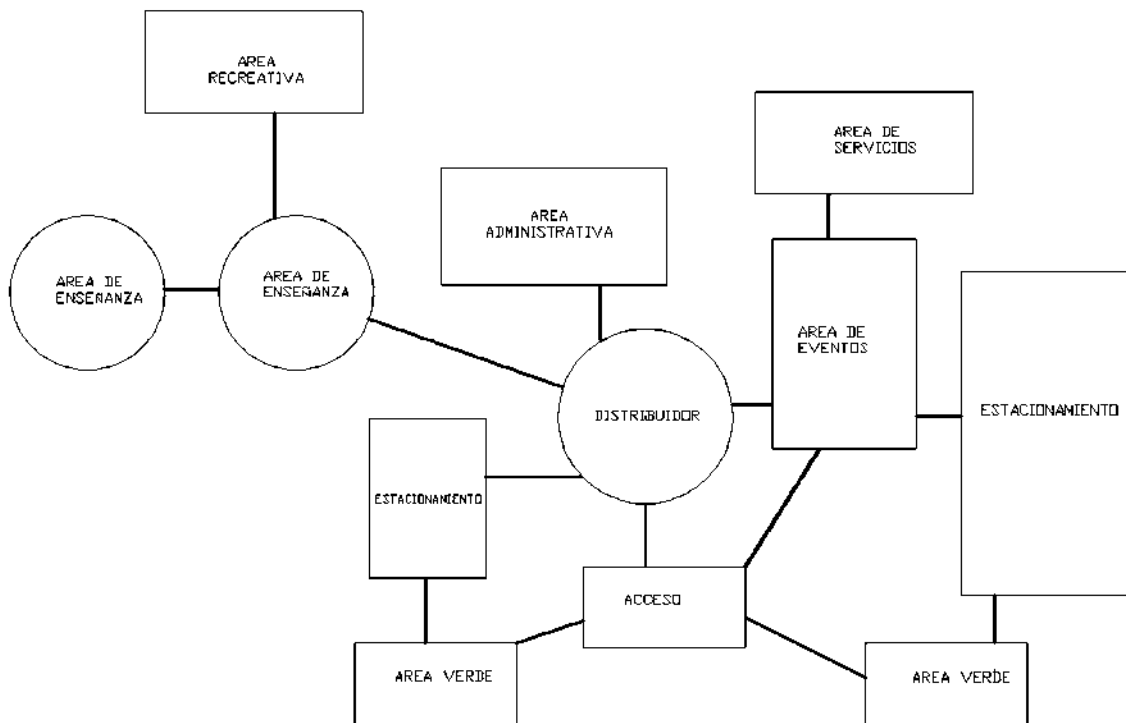 AREA
RECREATIVA
AREA DE
SERVICIOS
AREA
ADMINISTRATIVA
AREA DE
ENSEÑANZA
AREA DE
ENSEÑANZA
AREA DE
EVENTOS
DISTRIBUIDOR
ESTACIONAMIENTO
ESTACIONAMIENTO
ACCESO
AREA VERDE
AREA VERDE